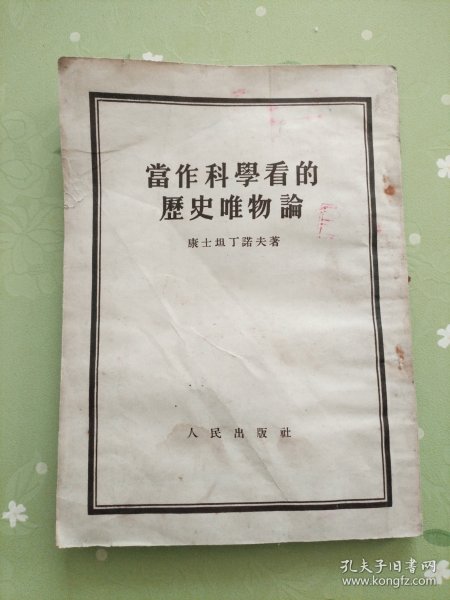 當作科學看的
歷史唯物論
康士坦丁諾夫著
人民出版社
孔夫子旧书网
www.kongfz.com